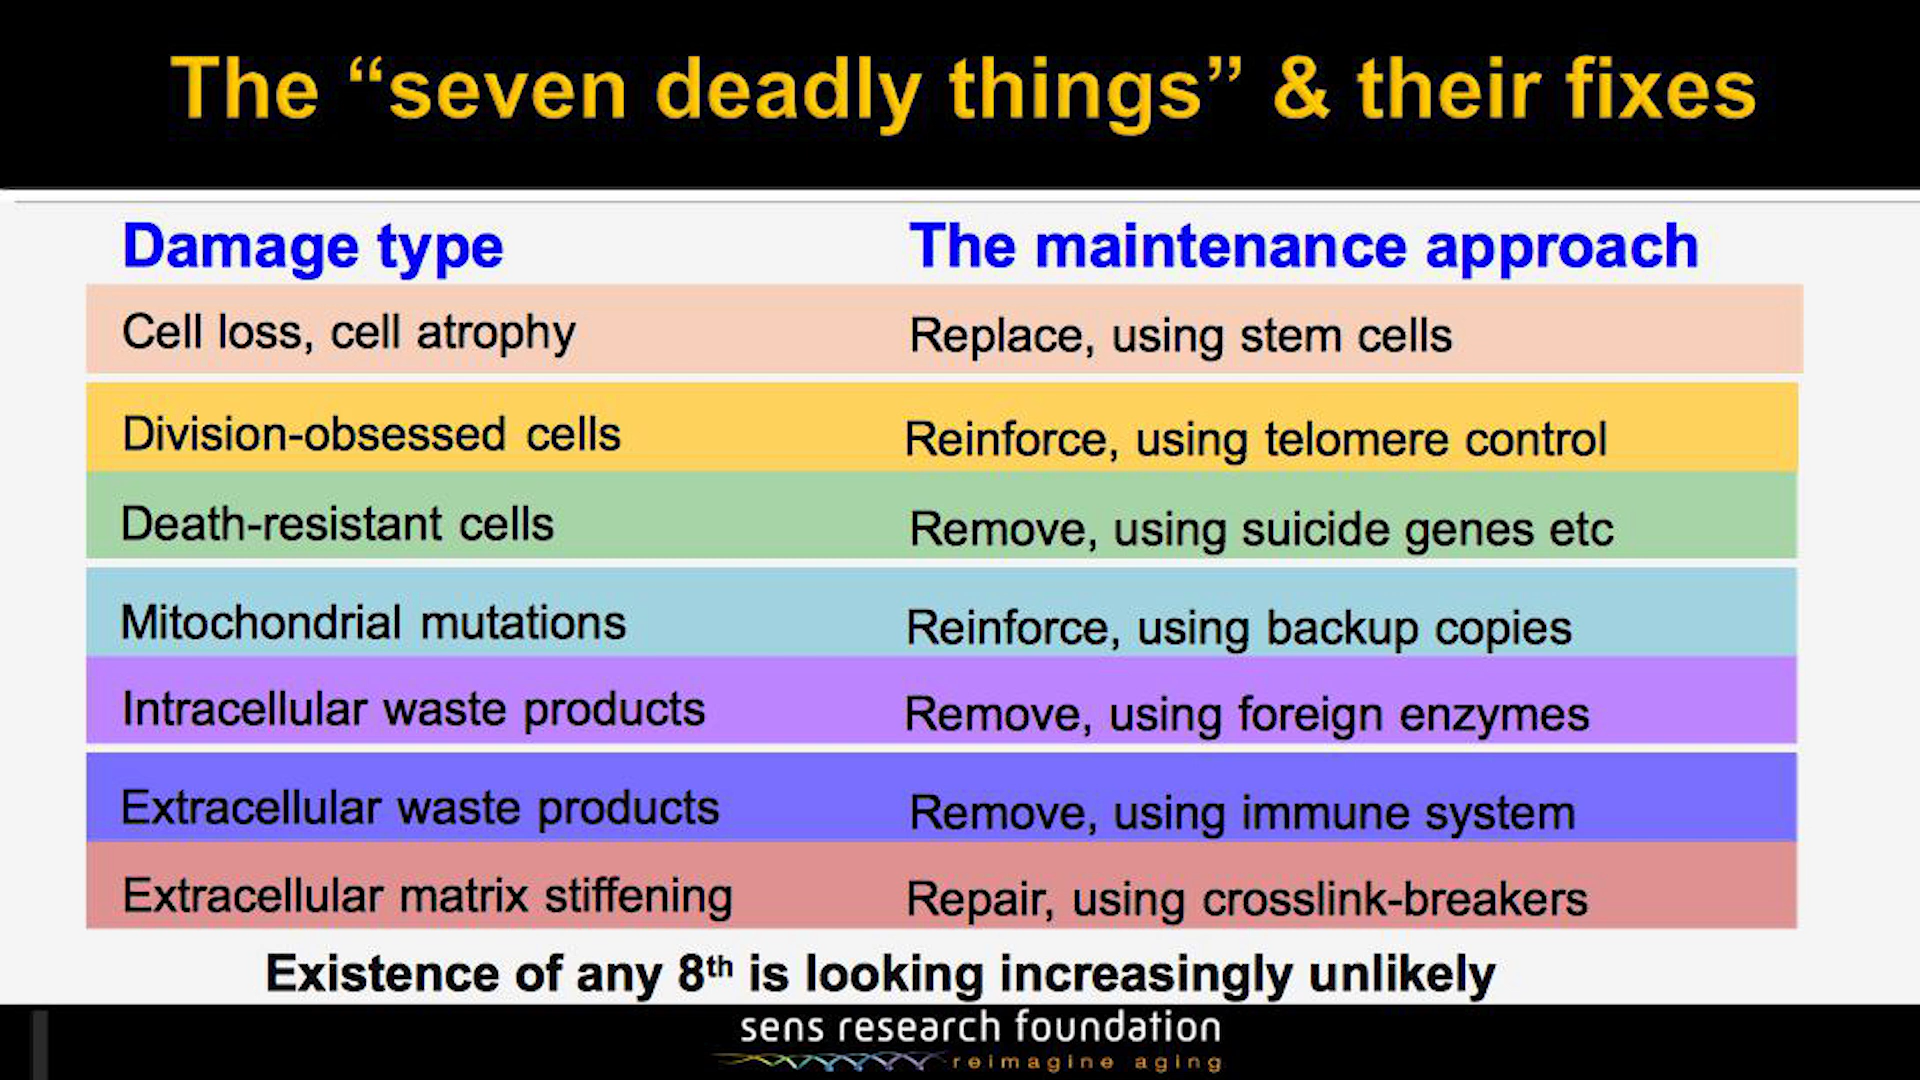 The “seven deadly things” & their fixes
Damage type The maintenance approach
Cell loss, cell atrophy Replace, using stem cells
Division-obsessed cells Reinforce, using telomere control
Death-resistant cells Remove, using suicide genes etc
Mitochondrial mutations Reinforce, using backup copies
Intracellular waste products Remove, using foreign enzymes
Extracellular waste products Remove, using immune system
Extracellular matrix stiffening Repair, using crosslink-breakers
Existence of any 8th is looking increasingly unlikely
sens research foundation
reimagine aging